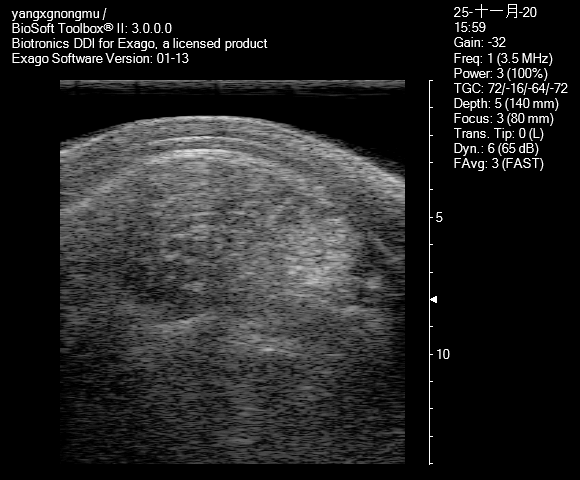 yangxgnongmu /
BioSoft Toolbox® II: 3.0.0.0
Biotronics DDI for Exago, a licensed product
Exago Software Version: 01-13
25-十一月-20
15:59
Gain: -32
Freq: 1 (3.5 MHz)
Power: 3 (100%)
TGC: 72/-16/-64/-72
Depth: 5 (140 mm)
Focus: 3 (80 mm)
Trans. Tip: 0 (L)
Dyn.: 6 (65 dB)
FAvg: 3 (FAST)
5
10